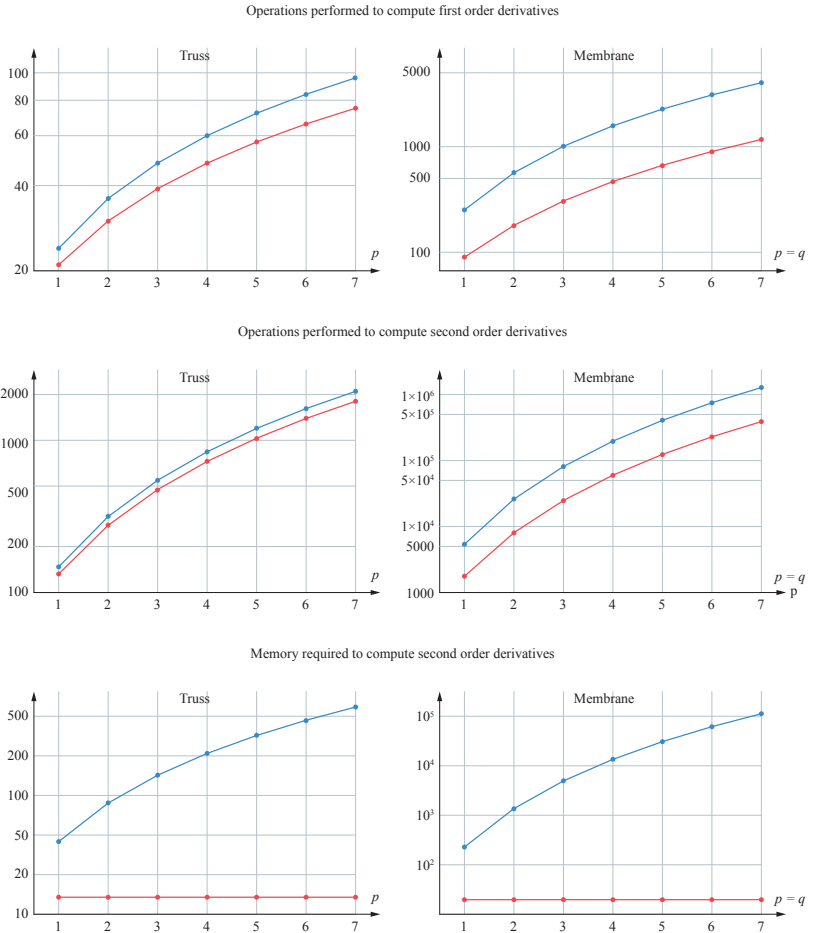 Operations performed to compute first order derivatives
Truss
Membrane
100
80
60
40
20
p
1 2 3 4 5 6 7
5000
1000
500
100
p = q
1 2 3 4 5 6 7
Operations performed to compute second order derivatives
Truss
Membrane
2000
1000
500
200
100
p
1 2 3 4 5 6 7
1×10⁶
5×10⁵
1×10⁵
5×10⁴
1×10⁴
5000
1000
p = q
p
1 2 3 4 5 6 7
Memory required to compute second order derivatives
Truss
Membrane
500
200
100
50
20
10
p
1 2 3 4 5 6 7
10⁵
10⁴
10³
10²
p = q
1 2 3 4 5 6 7